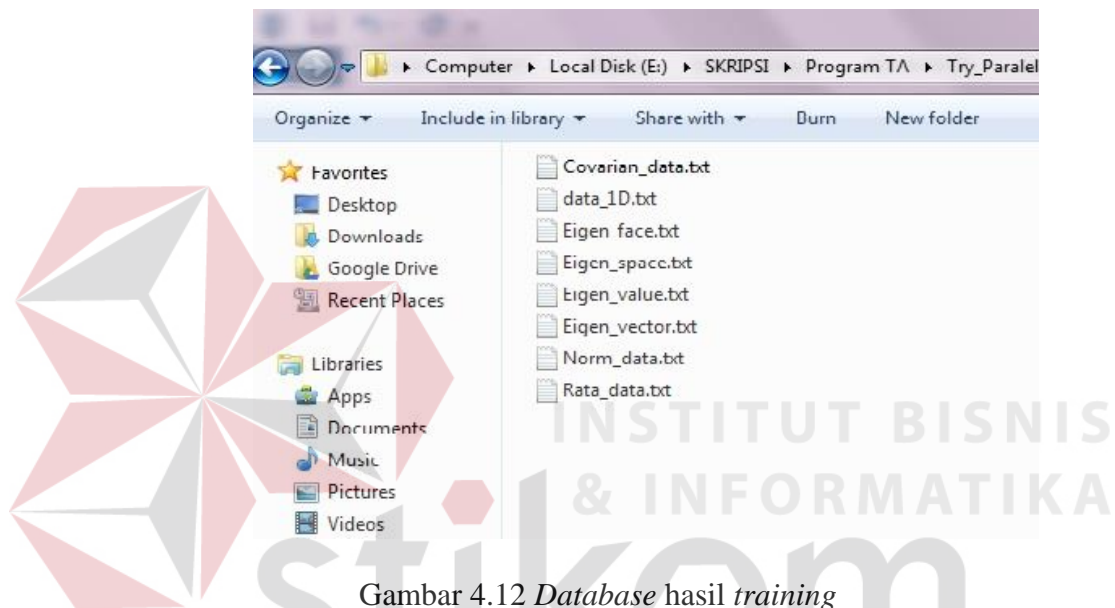 Computer ▸ Local Disk (E:) ▸ SKRIPSI ▸ Program TA ▸ Try_Paralel
Organize Include in library Share with Burn New folder
Favorites
Desktop
Downloads
Google Drive
Recent Places
Libraries
Apps
Documents
Music
Pictures
Videos
Covarian_data.txt
data_1D.txt
Eigen_face.txt
Eigen_space.txt
Eigen_value.txt
Eigen_vector.txt
Norm_data.txt
Rata_data.txt
INSTITUT BISNIS
& INFORMATIKA
stikom
Gambar 4.12 Database hasil training